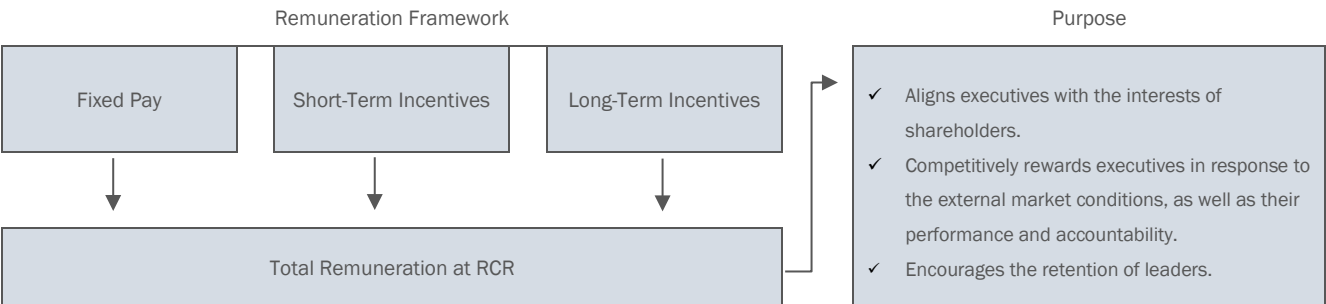 Remuneration Framework
Purpose
Fixed Pay
Short-Term Incentives
Long-Term Incentives
Total Remuneration at RCR
✓ Aligns executives with the interests of
shareholders.
✓ Competitively rewards executives in response to
the external market conditions, as well as their
performance and accountability.
✓ Encourages the retention of leaders.